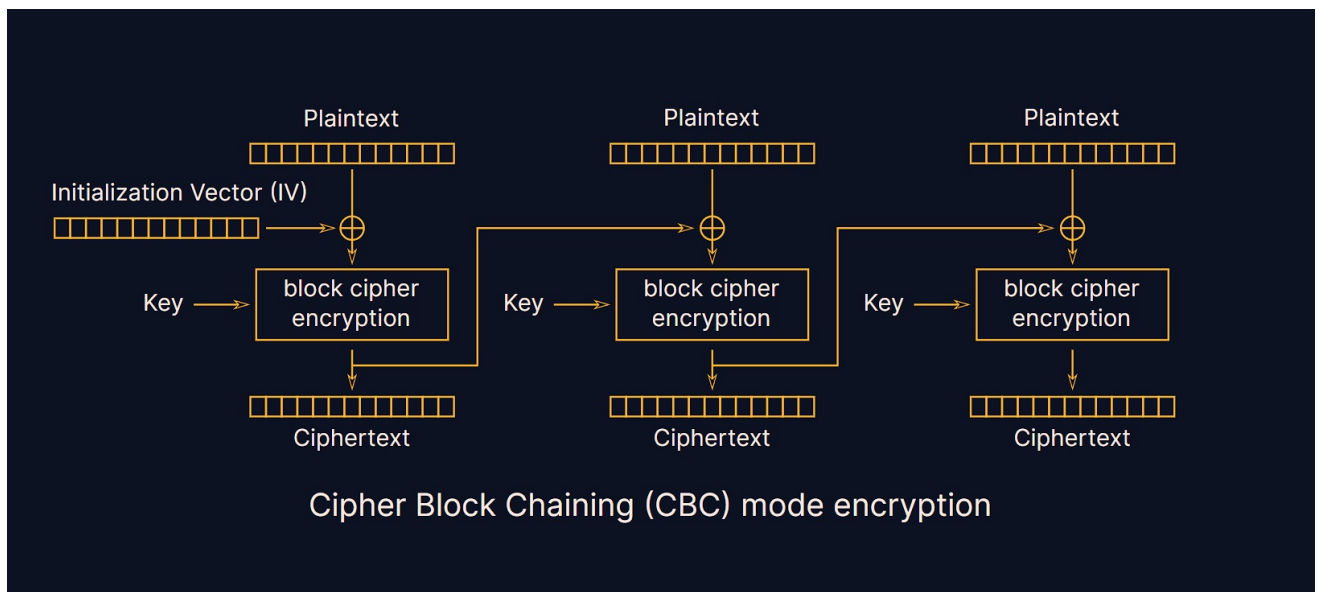 Plaintext
Plaintext
Plaintext
Initialization Vector (IV)
Key
block cipher
encryption
Key
block cipher
encryption
Key
block cipher
encryption
Ciphertext
Ciphertext
Ciphertext
Cipher Block Chaining (CBC) mode encryption